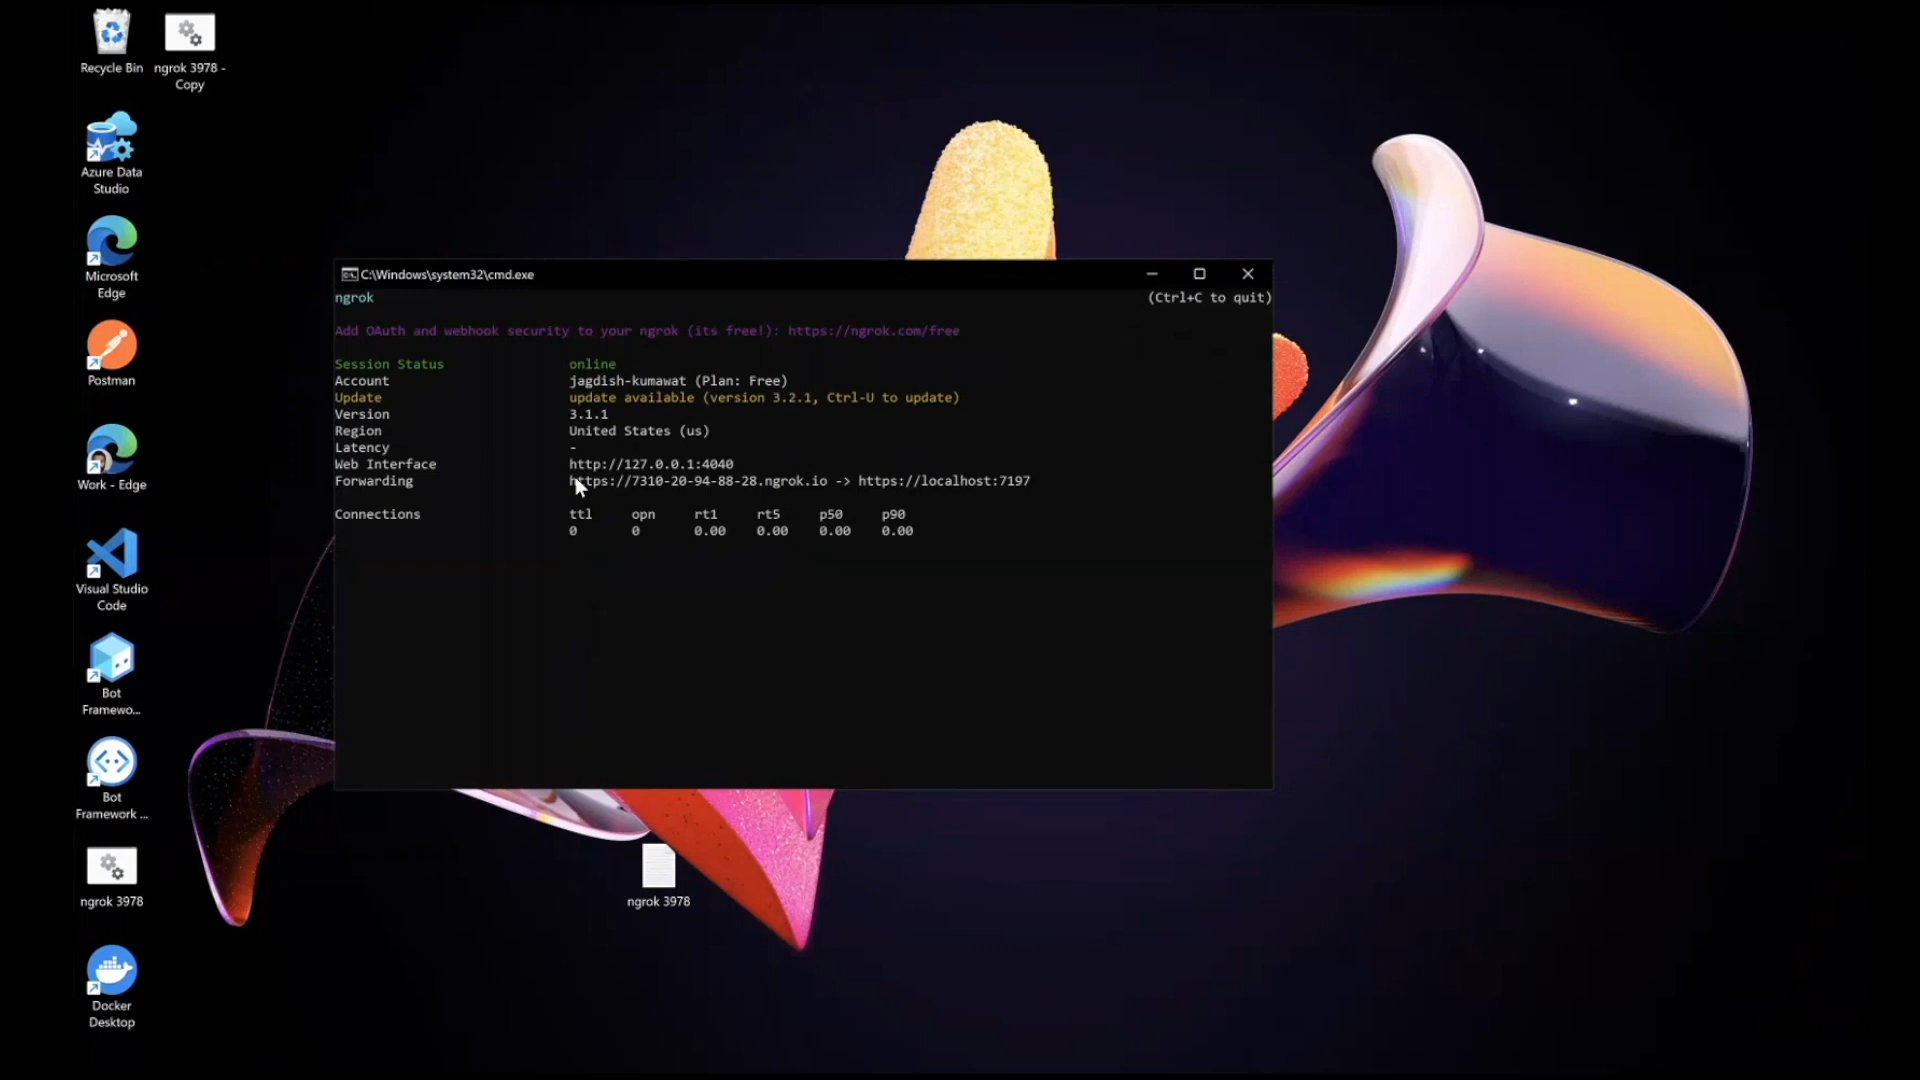 Recycle Bin
ngrok 3978 -
Copy
Azure Data
Studio
Microsoft
Edge
Postman
Work - Edge
Visual Studio
Code
Bot
Framewo...
Bot
Framework ...
ngrok 3978
Docker
Desktop
C:\Windows\system32\cmd.exe
ngrok (Ctrl+C to quit)
Add OAuth and webhook security to your ngrok (its free!): https://ngrok.com/free
Session Status online
Account jagdish-kumawat (Plan: Free)
Update update available (version 3.2.1, Ctrl-U to update)
Version 3.1.1
Region United States (us)
Latency -
Web Interface http://127.0.0.1:4040
Forwarding https://7310-20-94-88-28.ngrok.io -> https://localhost:7197
Connections ttl opn rt1 rt5 p50 p90
0 0 0.00 0.00 0.00 0.00
ngrok 3978